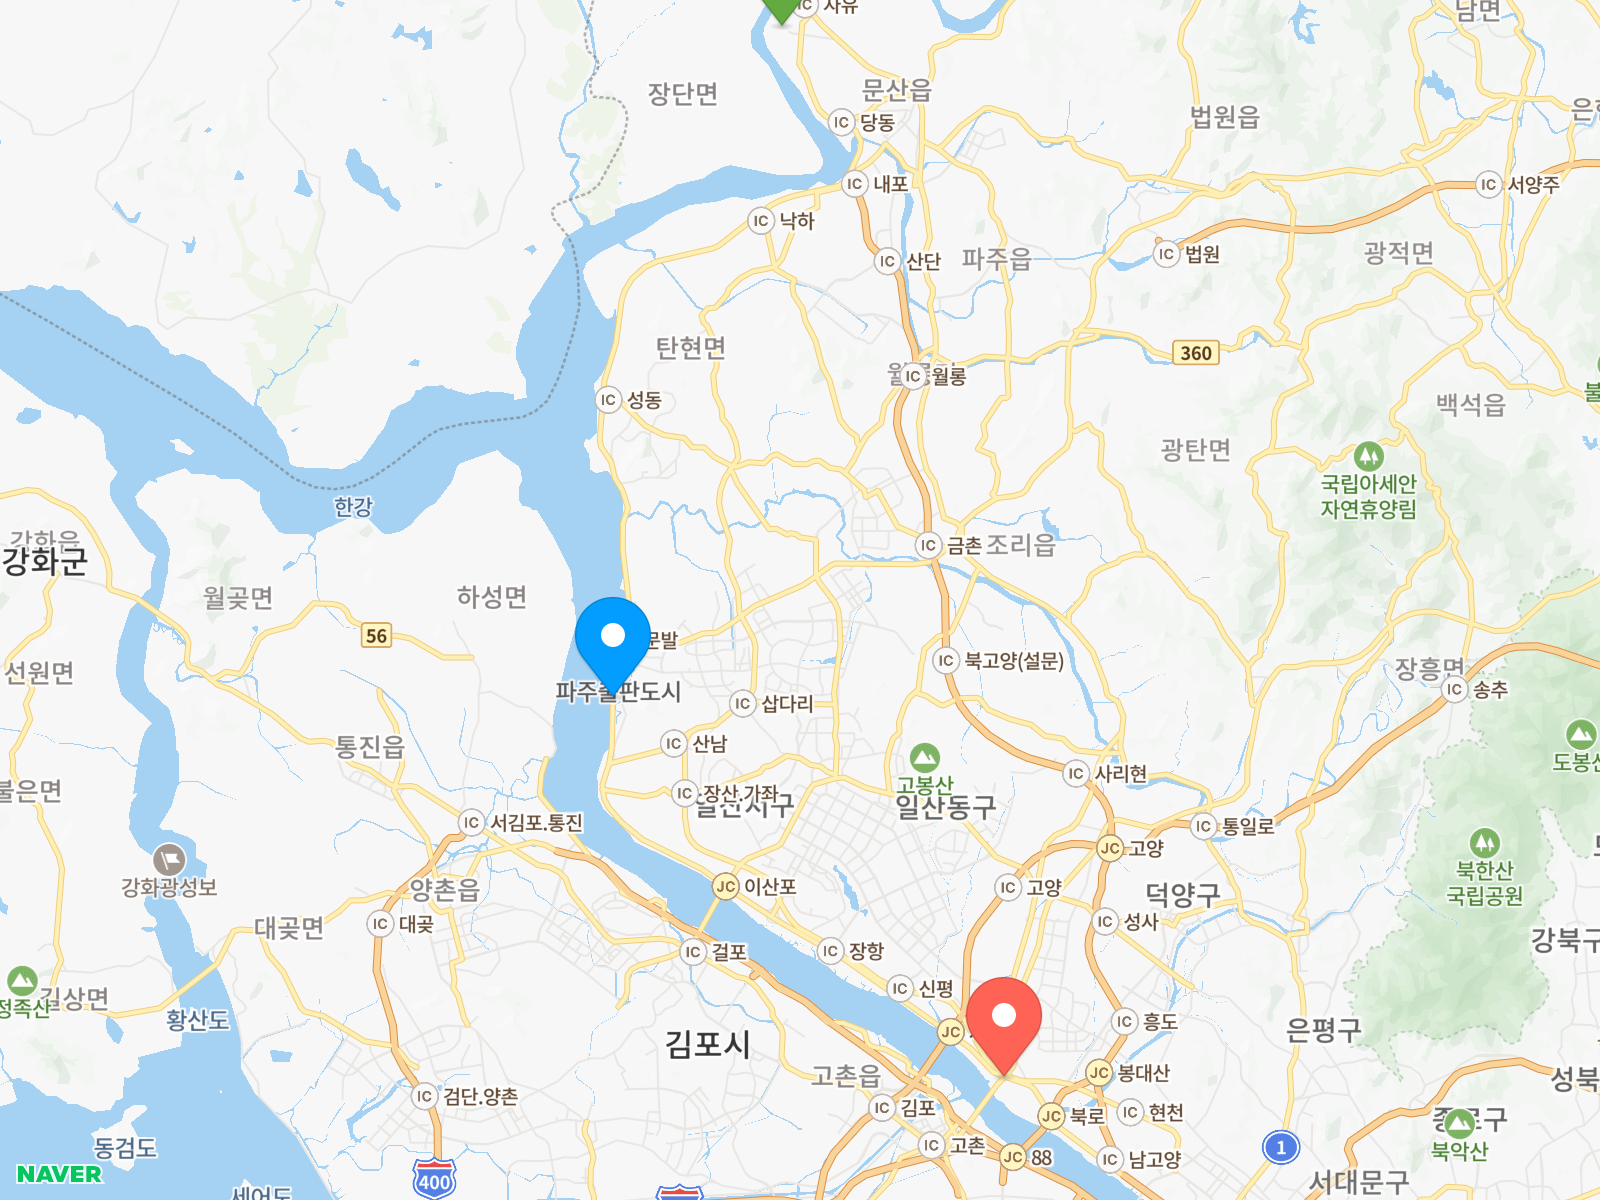 IC 자유
남면
장단면
문산읍
IC 당동
법원읍
IC 내포
IC 서양주
IC 낙하
IC 산단
파주읍
IC 법원
광적면
탄현면
360
IC 월롱
IC 성동
백석읍
광탄면
국립아세안
자연휴양림
한강
강화읍
강화군
IC 금촌
조리읍
월곶면
하성면
56
문발
IC 북고양(설문)
선원면
장흥면
파주출판도시
IC 송추
IC 삽다리
통진읍
IC 산남
도봉산
고봉산
IC 사리현
불은면
IC 장산.가좌
일산서구
일산동구
IC 서김포.통진
IC 통일로
JC 고양
북한산
국립공원
강화광성보
양촌읍
JC 이산포
IC 고양
덕양구
대곶면
IC 대곶
IC 성사
강북구
IC 걸포
IC 장항
IC 신평
정족산
길상면
황산도
JC
IC 흥도
은평구
김포시
고촌읍
JC 봉대산
성북
IC 검단.양촌
IC 김포
JC 북로
IC 현천
종로구
동검도
IC 고촌
JC 88
IC 남고양
1
북악산
NAVER
400
세어도
서대문구